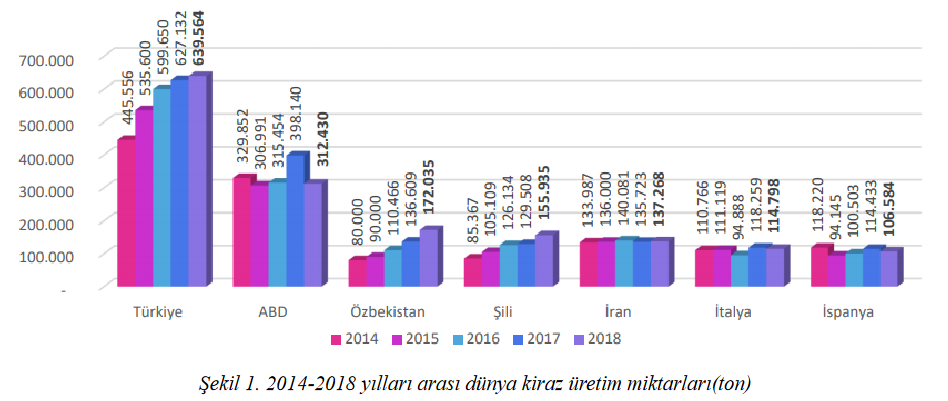 700.000
600.000
500.000
400.000
300.000
200.000
100.000
-
445.556 535.600 599.650 627.132 639.564
329.852 306.991 315.454 398.140 312.430
80.000 90.000 110.466 136.609 172.035
85.367 105.109 126.134 129.508 155.935
133.987 136.000 140.081 135.723 137.268
110.766 111.119 94.888 118.259 114.798
118.220 94.145 100.503 114.433 106.584
Türkiye ABD Özbekistan Şili İran İtalya İspanya
2014 2015 2016 2017 2018
Şekil 1. 2014-2018 yılları arası dünya kiraz üretim miktarları(ton)